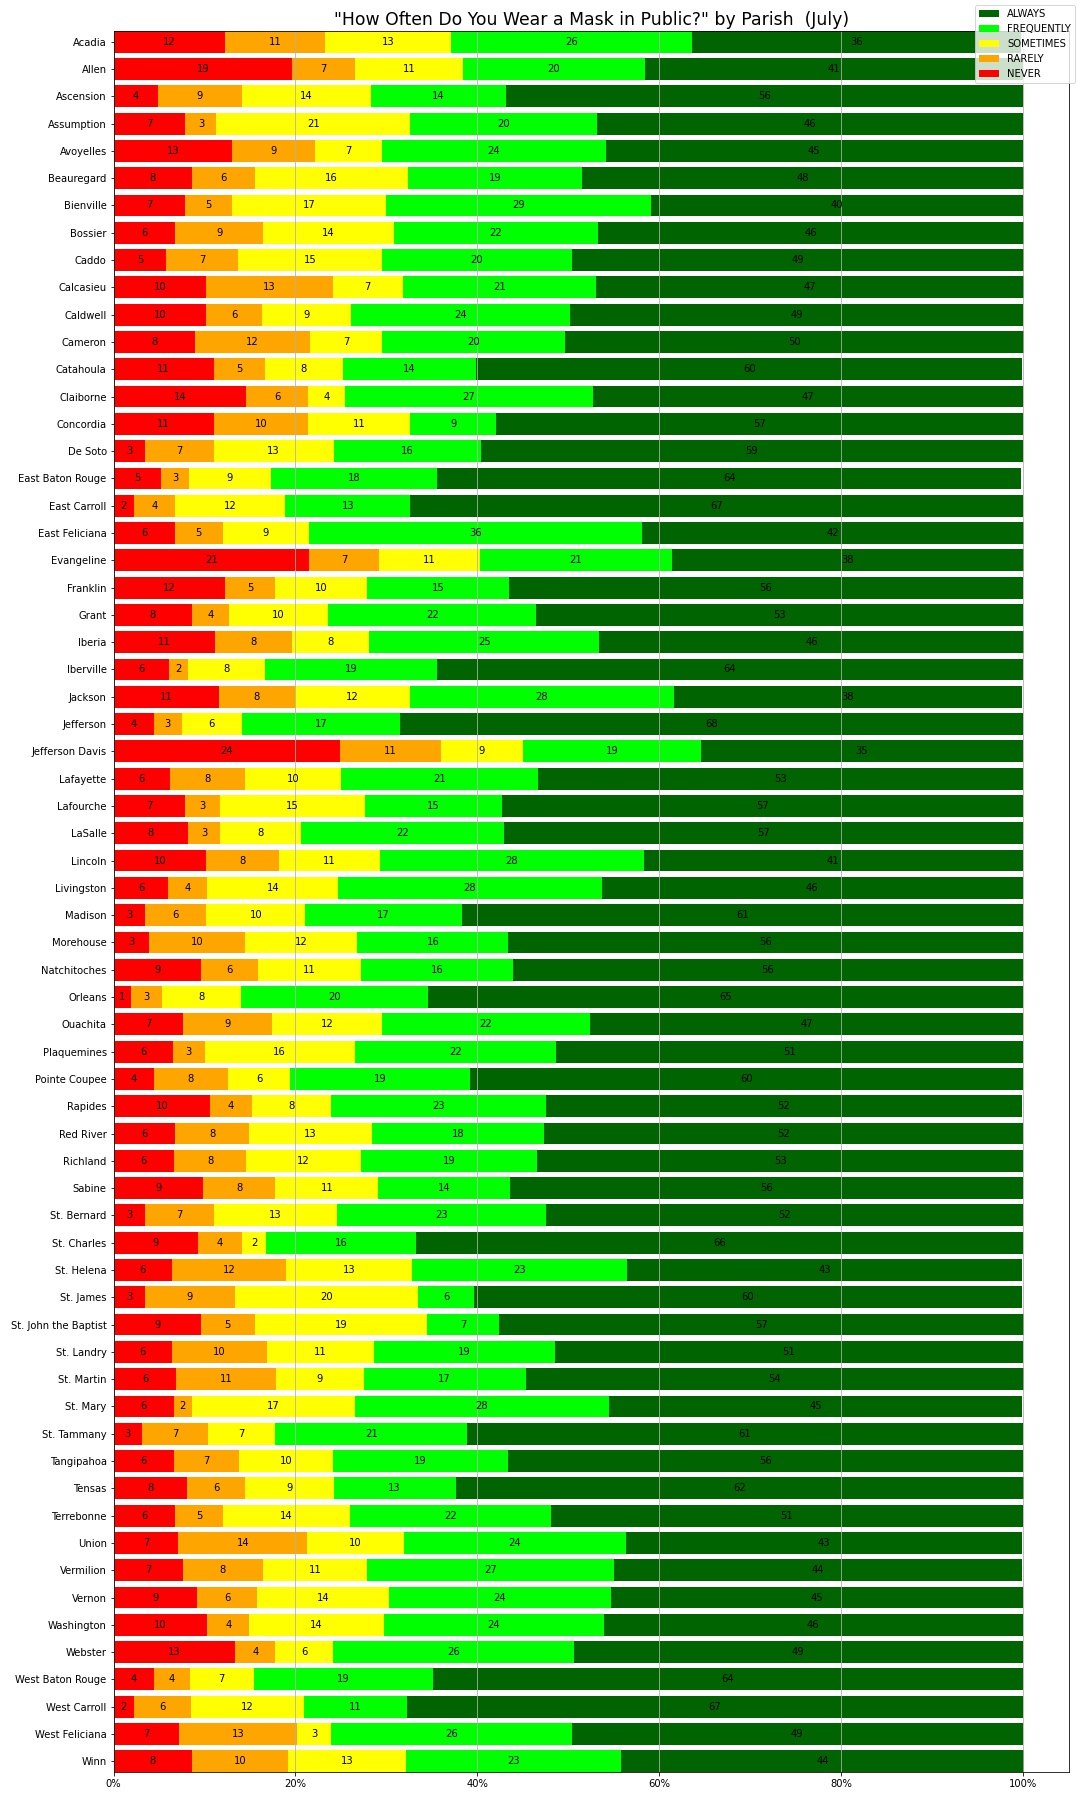 "How Often Do You Wear a Mask in Public?" by Parish (July)
ALWAYS
FREQUENTLY
SOMETIMES
RARELY
NEVER
Acadia 12 11 13 26 36
Allen 19 7 11 20 41
Ascension 4 9 14 14 56
Assumption 7 3 21 20 46
Avoyelles 13 9 7 24 45
Beauregard 8 6 16 19 48
Bienville 7 5 17 29 40
Bossier 6 9 14 22 46
Caddo 5 7 15 20 49
Calcasieu 10 13 7 21 47
Caldwell 10 6 9 24 49
Cameron 8 12 7 20 50
Catahoula 11 5 8 14 60
Claiborne 14 6 4 27 47
Concordia 11 10 11 9 57
De Soto 3 7 13 16 59
East Baton Rouge 5 3 9 18 64
East Carroll 2 4 12 13 67
East Feliciana 6 5 9 36 42
Evangeline 21 7 11 21 38
Franklin 12 5 10 15 56
Grant 8 4 10 22 53
Iberia 11 8 8 25 46
Iberville 6 2 8 19 64
Jackson 11 8 12 28 38
Jefferson 4 3 6 17 68
Jefferson Davis 24 11 9 19 35
Lafayette 6 8 10 21 53
Lafourche 7 3 15 15 57
LaSalle 8 3 8 22 57
Lincoln 10 8 11 28 41
Livingston 6 4 14 28 46
Madison 3 6 10 17 61
Morehouse 3 10 12 16 56
Natchitoches 9 6 11 16 56
Orleans 1 3 8 20 65
Ouachita 7 9 12 22 47
Plaquemines 6 3 16 22 51
Pointe Coupee 4 8 6 19 60
Rapides 10 4 8 23 52
Red River 6 8 13 18 52
Richland 6 8 12 19 53
Sabine 9 8 11 14 56
St. Bernard 3 7 13 23 52
St. Charles 9 4 2 16 66
St. Helena 6 12 13 23 43
St. James 3 9 20 6 60
St. John the Baptist 9 5 19 7 57
St. Landry 6 10 11 19 51
St. Martin 6 11 9 17 54
St. Mary 6 2 17 28 45
St. Tammany 3 7 7 21 61
Tangipahoa 6 7 10 19 56
Tensas 8 6 9 13 62
Terrebonne 6 5 14 22 51
Union 7 14 10 24 43
Vermilion 7 8 11 27 44
Vernon 9 6 14 24 45
Washington 10 4 14 24 46
Webster 13 4 6 26 49
West Baton Rouge 4 4 7 19 64
West Carroll 2 6 12 11 67
West Feliciana 7 13 3 26 49
Winn 8 10 13 23 44
0% 20% 40% 60% 80% 100%